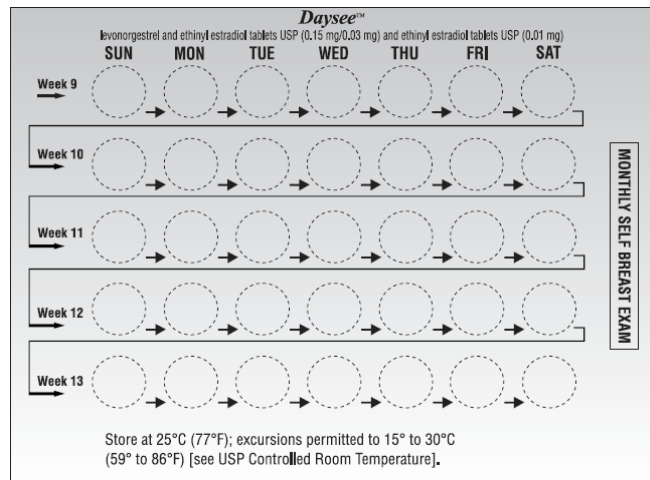 Daysee™
levonorgestrel and ethinyl estradiol tablets USP (0.15 mg/0.03 mg) and ethinyl estradiol tablets USP (0.01 mg)
SUN MON TUE WED THU FRI SAT
Week 9
Week 10
Week 11
Week 12
Week 13
MONTHLY SELF BREAST EXAM
Store at 25°C (77°F); excursions permitted to 15° to 30°C
(59° to 86°F) [see USP Controlled Room Temperature].